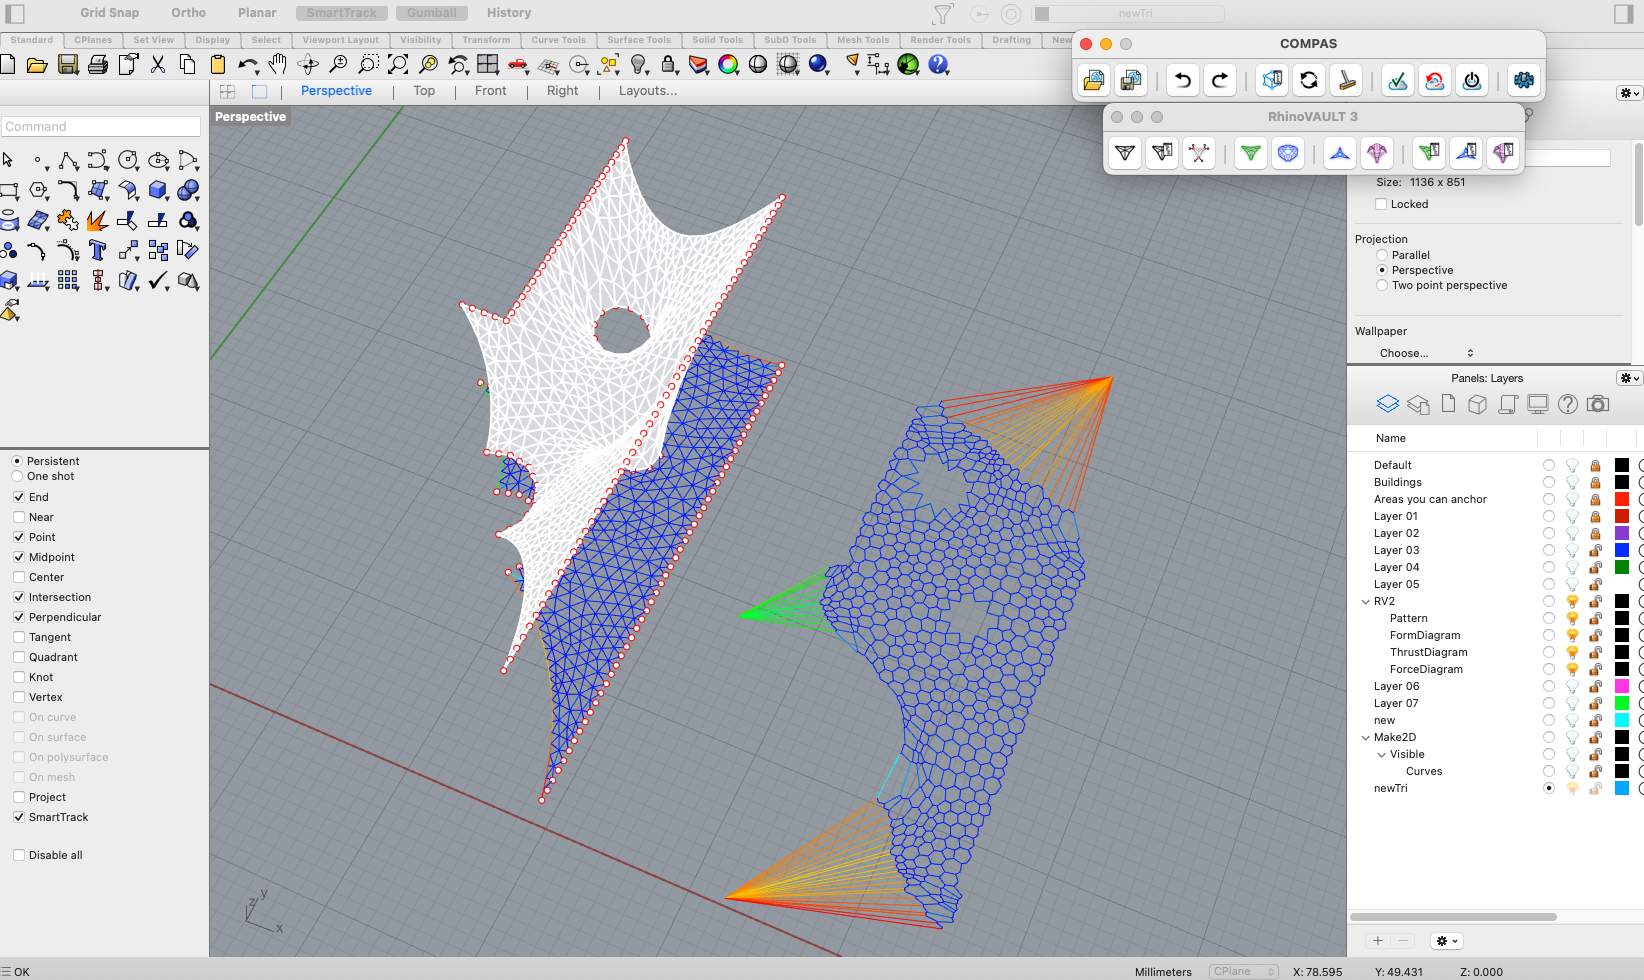 Grid Snap Ortho Planar SmartTrack Gumball History newTri
Standard CPlanes Set View Display Select Viewport Layout Visibility Transform Curve Tools Surface Tools Solid Tools SubD Tools Mesh Tools Render Tools Drafting New
COMPAS
Perspective Top Front Right Layouts...
Perspective
RhinoVAULT 3
Command
Size: 1136 x 851
Locked
Projection
Parallel
Perspective
Two point perspective
Wallpaper
Choose...
Panels: Layers
Name
Default
Buildings
Areas you can anchor
Layer 01
Layer 02
Layer 03
Layer 04
Layer 05
RV2
Pattern
FormDiagram
ThrustDiagram
ForceDiagram
Layer 06
Layer 07
new
Make2D
Visible
Curves
newTri
Persistent
One shot
End
Near
Point
Midpoint
Center
Intersection
Perpendicular
Tangent
Quadrant
Knot
Vertex
On curve
On surface
On polysurface
On mesh
Project
SmartTrack
Disable all
z y
x
OK Millimeters CPlane X: 78.595 Y: 49.431 Z: 0.000